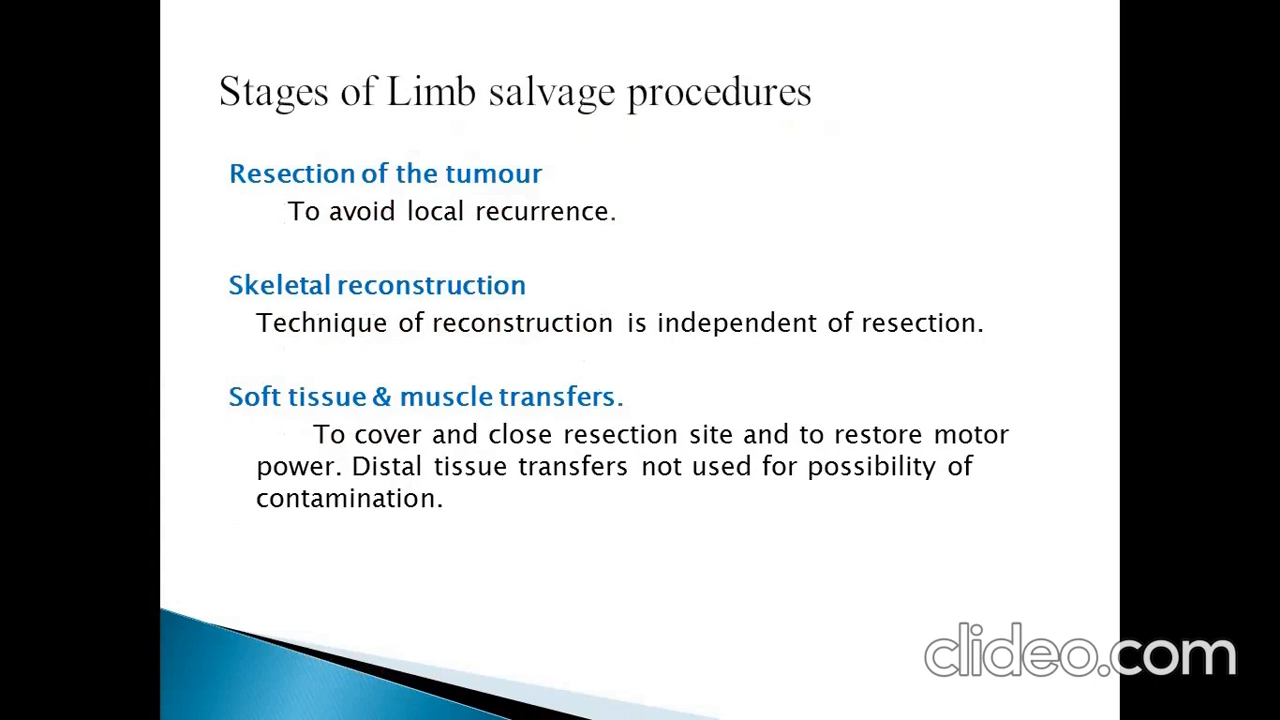 Stages of Limb salvage procedures
Resection of the tumour
To avoid local recurrence.
Skeletal reconstruction
Technique of reconstruction is independent of resection.
Soft tissue & muscle transfers.
To cover and close resection site and to restore motor
power. Distal tissue transfers not used for possibility of
contamination.
clideo.com